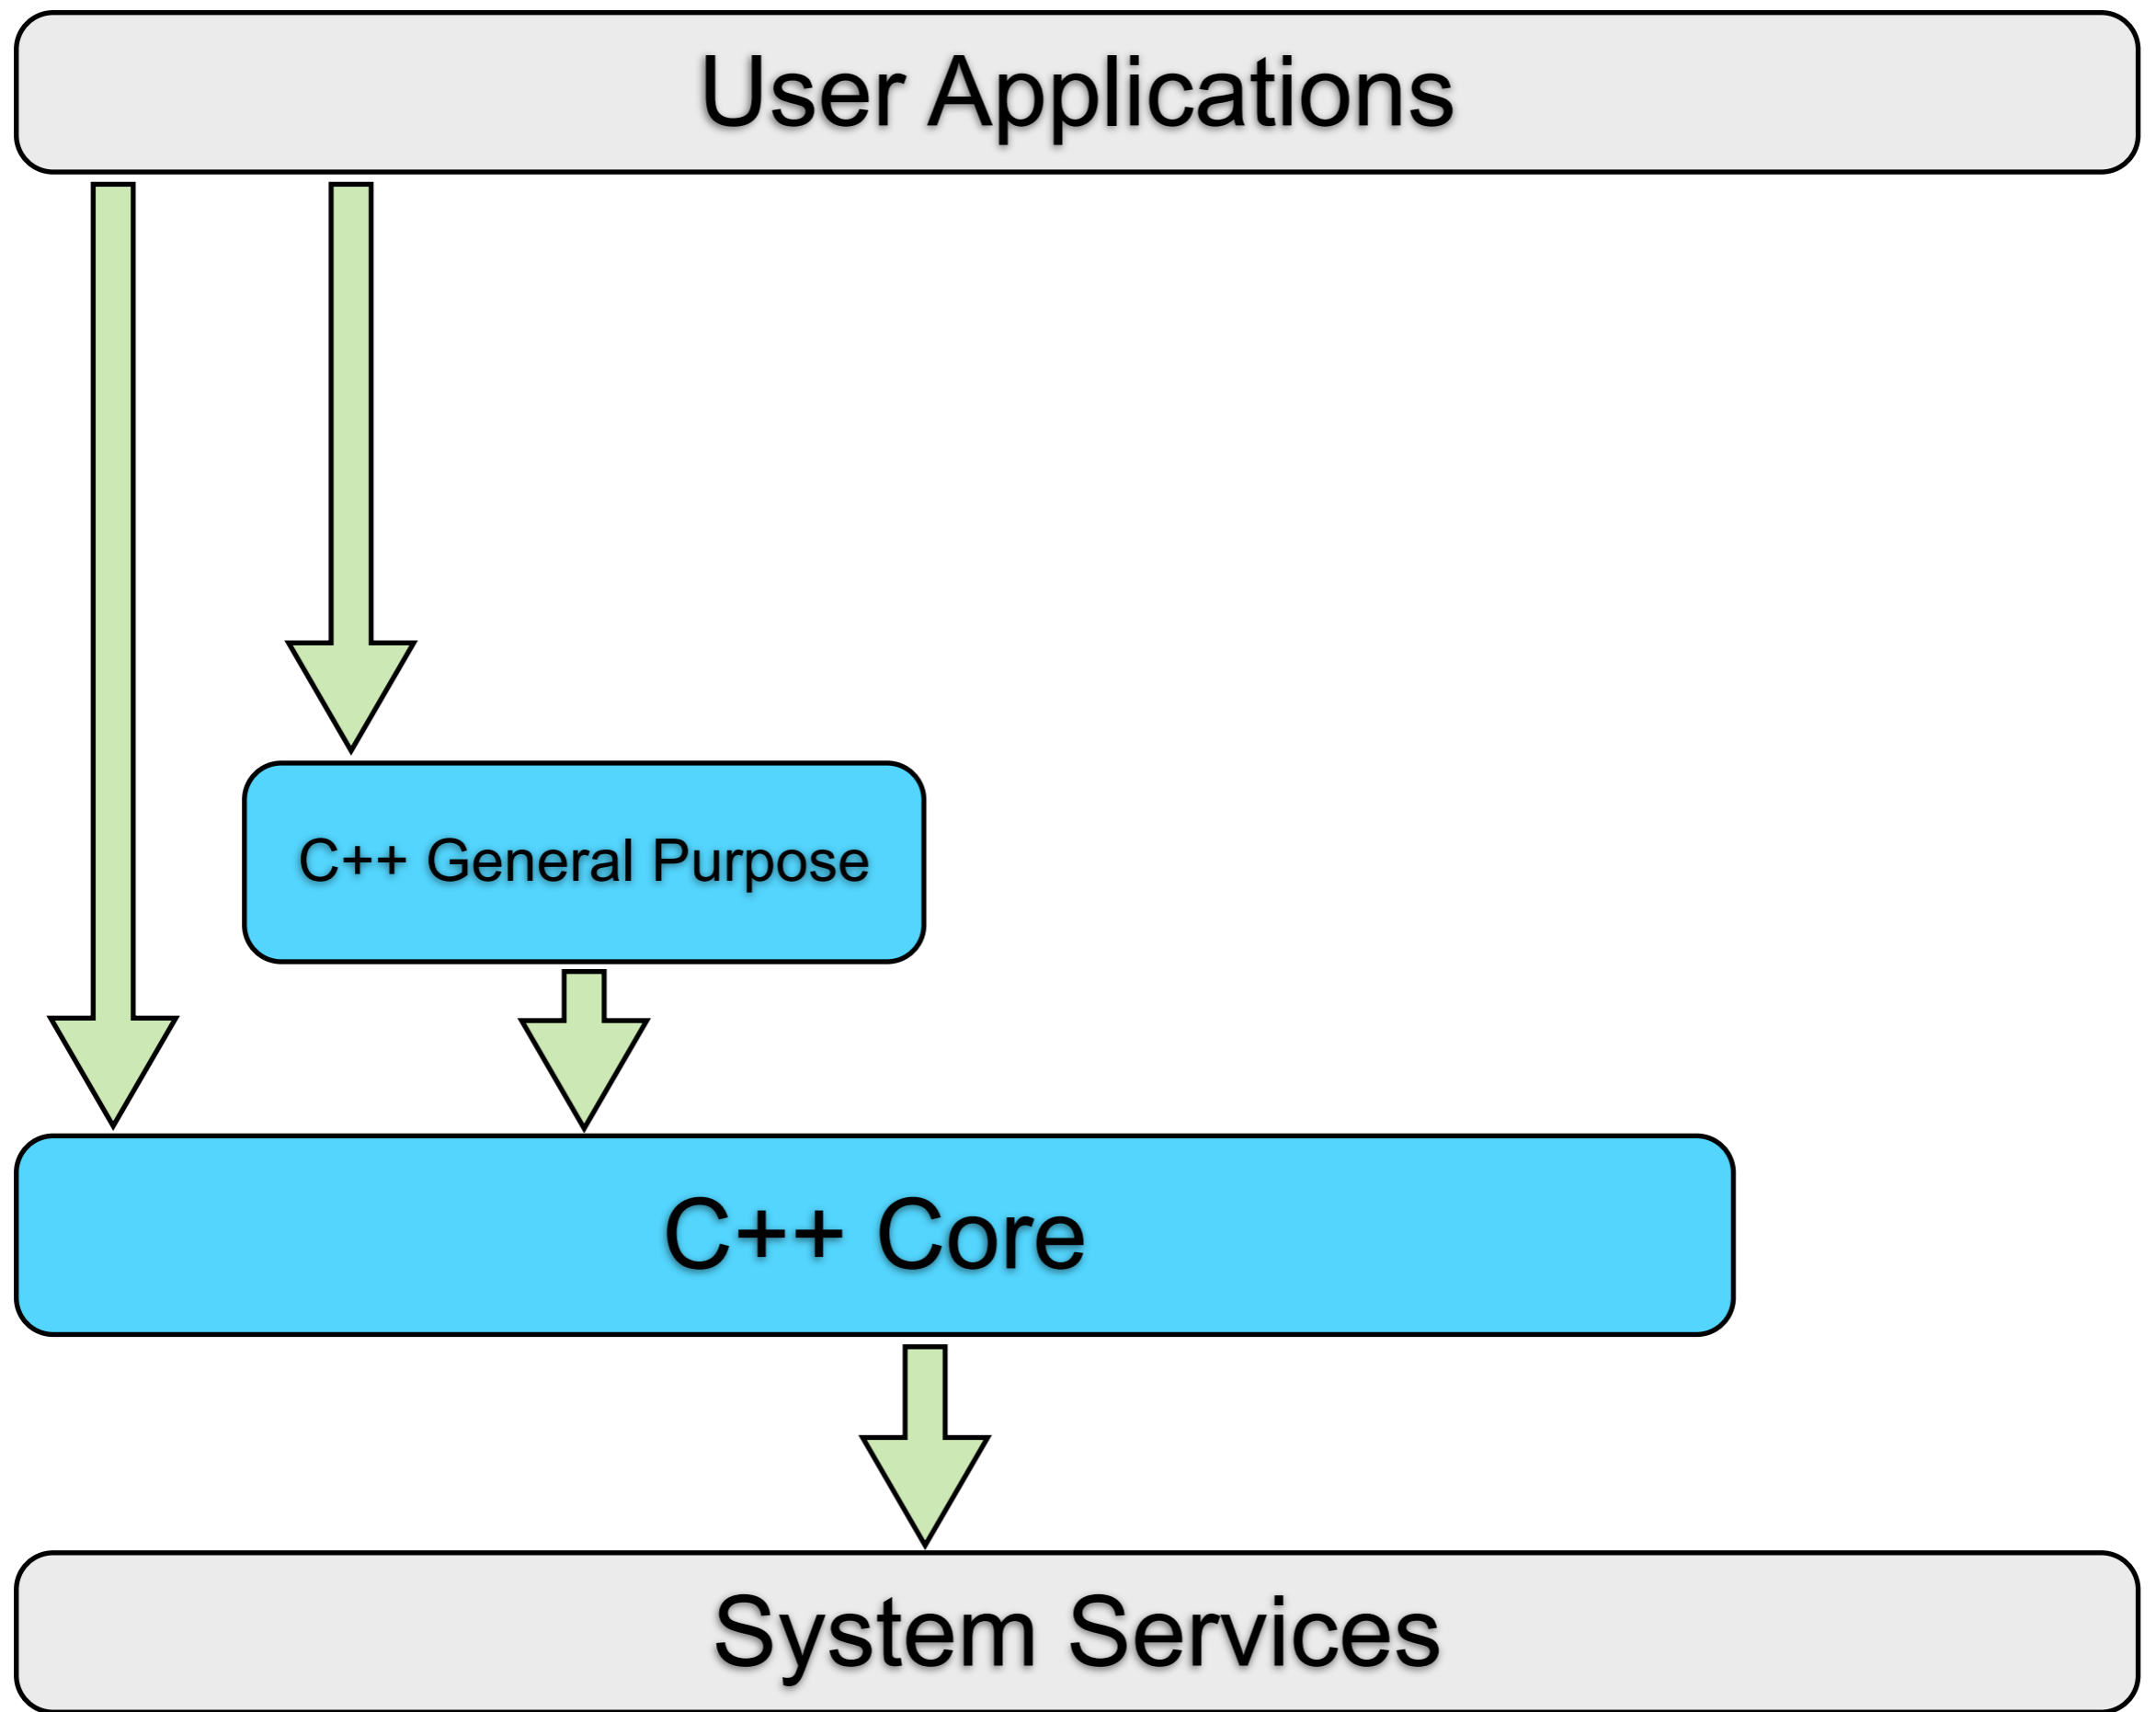 User Applications
C++ General Purpose
C++ Core
System Services